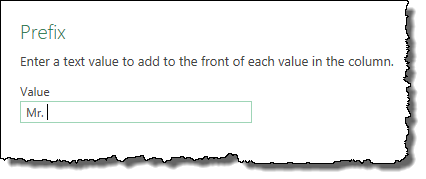 Prefix
Enter a text value to add to the front of each value in the column.
Value
Mr.